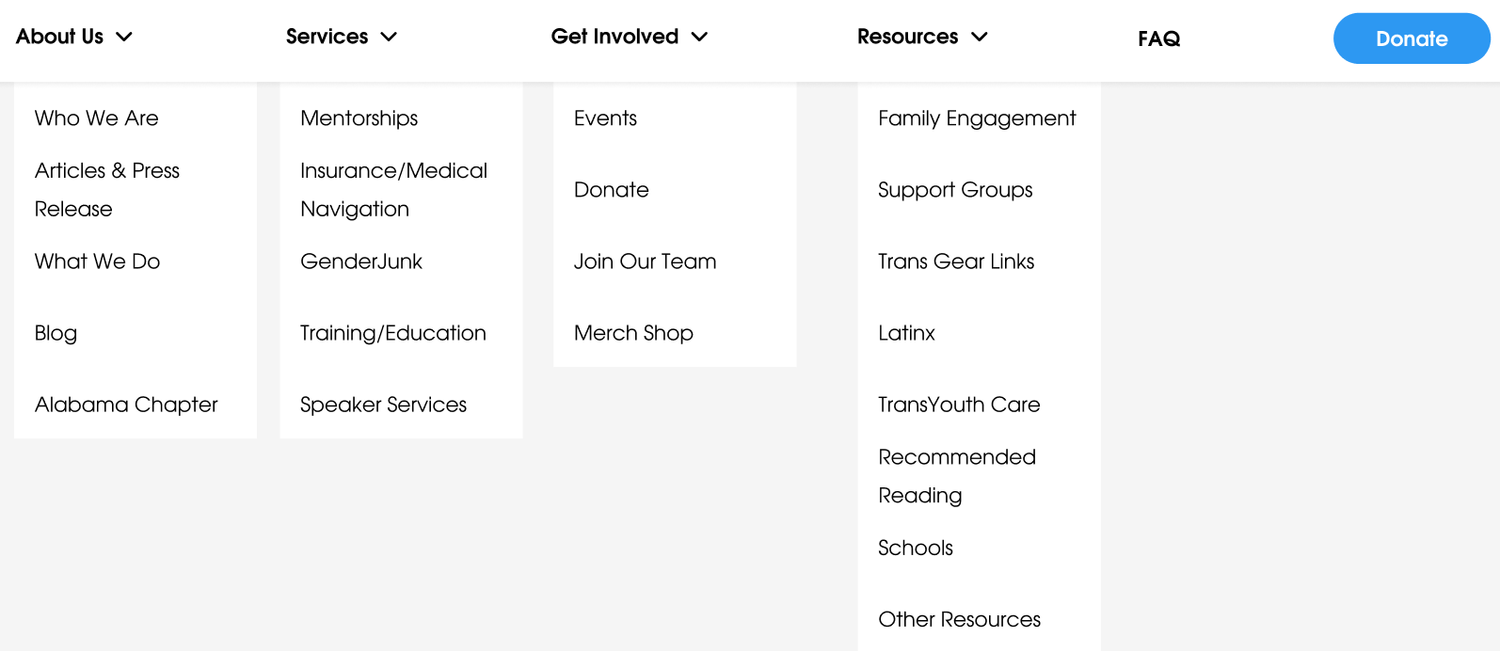 About Us
Services
Get Involved
Resources
FAQ
Donate
Who We Are
Articles & Press
Release
What We Do
Blog
Alabama Chapter
Mentorships
Insurance/Medical
Navigation
GenderJunk
Training/Education
Speaker Services
Events
Donate
Join Our Team
Merch Shop
Family Engagement
Support Groups
Trans Gear Links
Latinx
TransYouth Care
Recommended
Reading
Schools
Other Resources